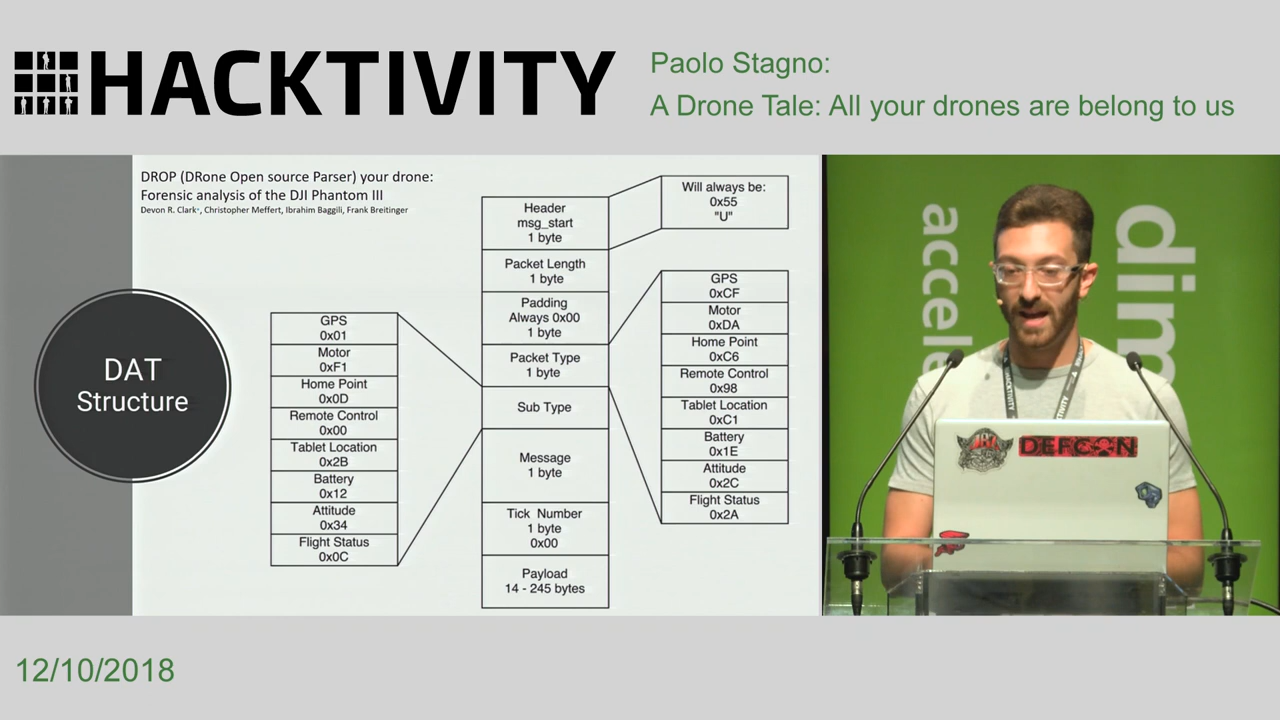 HACKTIVITY
Paolo Stagno:
A Drone Tale: All your drones are belong to us
DROP (DRone Open source Parser) your drone:
Forensic analysis of the DJI Phantom III
Devon R. Clark*, Christopher Meffert, Ibrahim Baggili, Frank Breitinger
DAT
Structure
GPS
0x01
Motor
0xF1
Home Point
0x0D
Remote Control
0x00
Tablet Location
0x2B
Battery
0x12
Attitude
0x34
Flight Status
0x0C
Header
msg_start
1 byte
Packet Length
1 byte
Padding
Always 0x00
1 byte
Packet Type
1 byte
Sub Type
Message
1 byte
Tick Number
1 byte
0x00
Payload
14 - 245 bytes
Will always be:
0x55
"U"
GPS
0xCF
Motor
0xDA
Home Point
0xC6
Remote Control
0x98
Tablet Location
0xC1
Battery
0x1E
Attitude
0x2C
Flight Status
0x2A
accele
dim
HACKTIVITY
DEFCON
12/10/2018